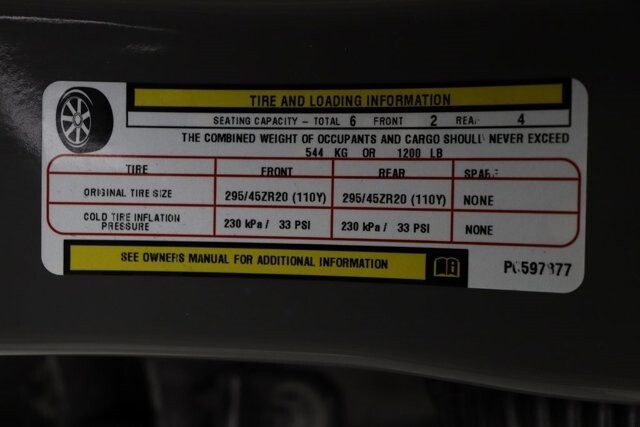 TIRE AND LOADING INFORMATION
SEATING CAPACITY - TOTAL 6 FRONT 2 REAR 4
THE COMBINED WEIGHT OF OCCUPANTS AND CARGO SHOULD NEVER EXCEED
544 KG OR 1200 LB
TIRE FRONT REAR SPARE
ORIGINAL TIRE SIZE 295/45ZR20 (110Y) 295/45ZR20 (110Y) NONE
COLD TIRE INFLATION PRESSURE 230 kPa / 33 PSI 230 kPa / 33 PSI NONE
SEE OWNERS MANUAL FOR ADDITIONAL INFORMATION